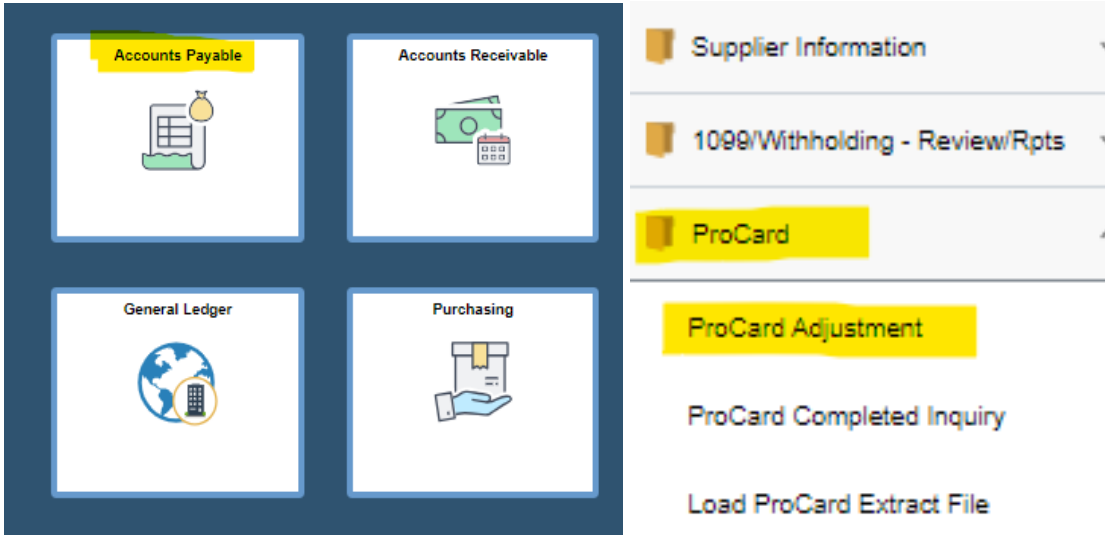 Accounts Payable
Accounts Receivable
General Ledger
Purchasing
Supplier Information
1099/Withholding - Review/Rpts
ProCard
ProCard Adjustment
ProCard Completed Inquiry
Load ProCard Extract File